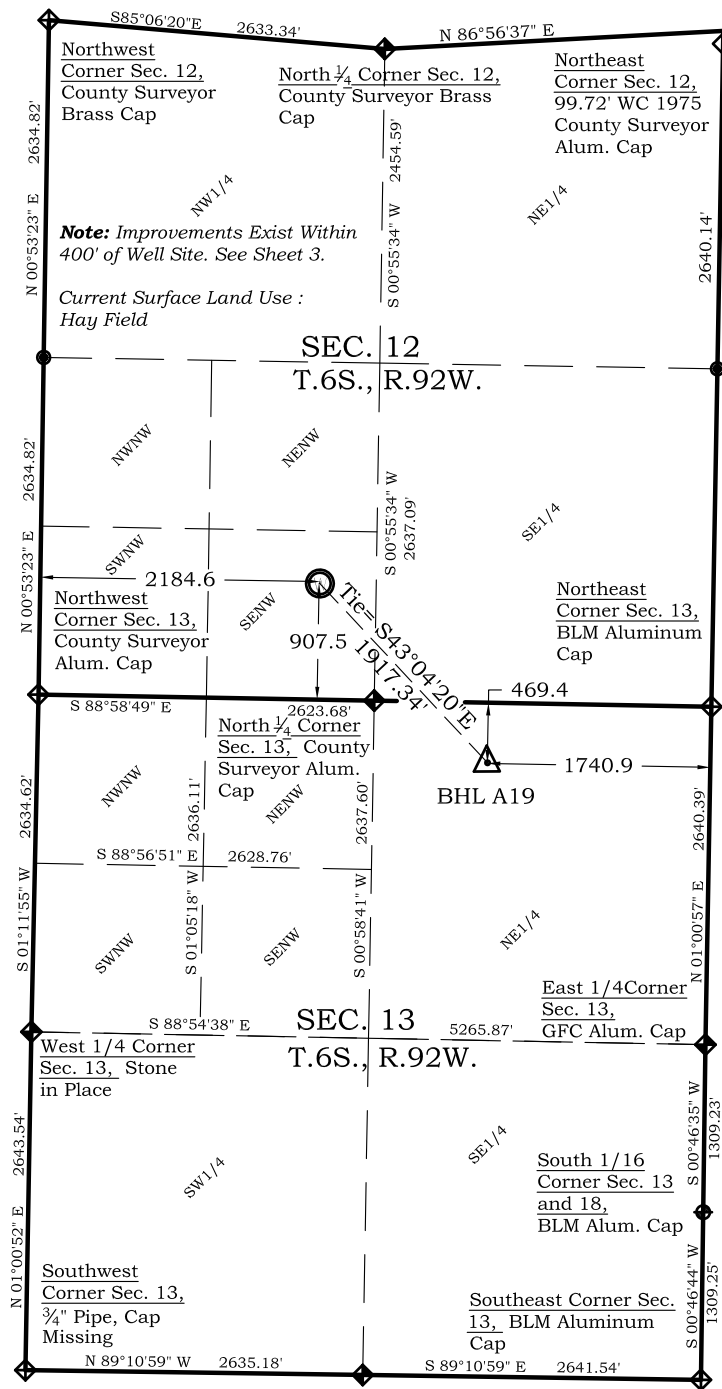 S85°06'20"E 2633.34'
N 86°56'37" E
Northwest
Corner Sec. 12,
County Surveyor
Brass Cap
North ¼ Corner Sec. 12,
County Surveyor Brass
Cap
Northeast
Corner Sec. 12,
99.72' WC 1975
County Surveyor
Alum. Cap
N 00°53'23" E 2634.82'
S 00°55'34" W 2454.59'
2640.14'
NW1/4
NE1/4
Note: Improvements Exist Within
400' of Well Site. See Sheet 3.
Current Surface Land Use :
Hay Field
SEC. 12
T.6S., R.92W.
NWNW
NENW
N 00°53'23" E 2634.82'
S 00°55'34" W
2637.09'
SE1/4
SWNW
SENW
2184.6
907.5
Tie= S43°04'20"E
1917.34'
Northwest
Corner Sec. 13,
County Surveyor
Alum. Cap
Northeast
Corner Sec. 13,
BLM Aluminum
Cap
S 88°58'49" E 2623.68'
469.4
North ¼ Corner
Sec. 13, County
Surveyor Alum.
Cap
1740.9
BHL A19
NWNW
NENW
S 01°11'55" W 2634.62'
S 01°05'18" W 2636.11'
S 00°58'41" W 2637.60'
N 01°00'57" E 2640.39'
S 88°56'51" E 2628.76'
SWNW
SENW
NE1/4
East 1/4Corner
Sec. 13,
GFC Alum. Cap
S 88°54'38" E 5265.87'
SEC. 13
T.6S., R.92W.
West 1/4 Corner
Sec. 13, Stone
in Place
N 01°00'52" E 2643.54'
SW1/4
SE1/4
S 00°46'35" W
1309.23'
South 1/16
Corner Sec. 13
and 18,
BLM Alum. Cap
S 00°46'44" W
1309.25'
Southwest
Corner Sec. 13,
¾" Pipe, Cap
Missing
Southeast Corner Sec.
13, BLM Aluminum
Cap
N 89°10'59" W 2635.18'
S 89°10'59" E 2641.54'